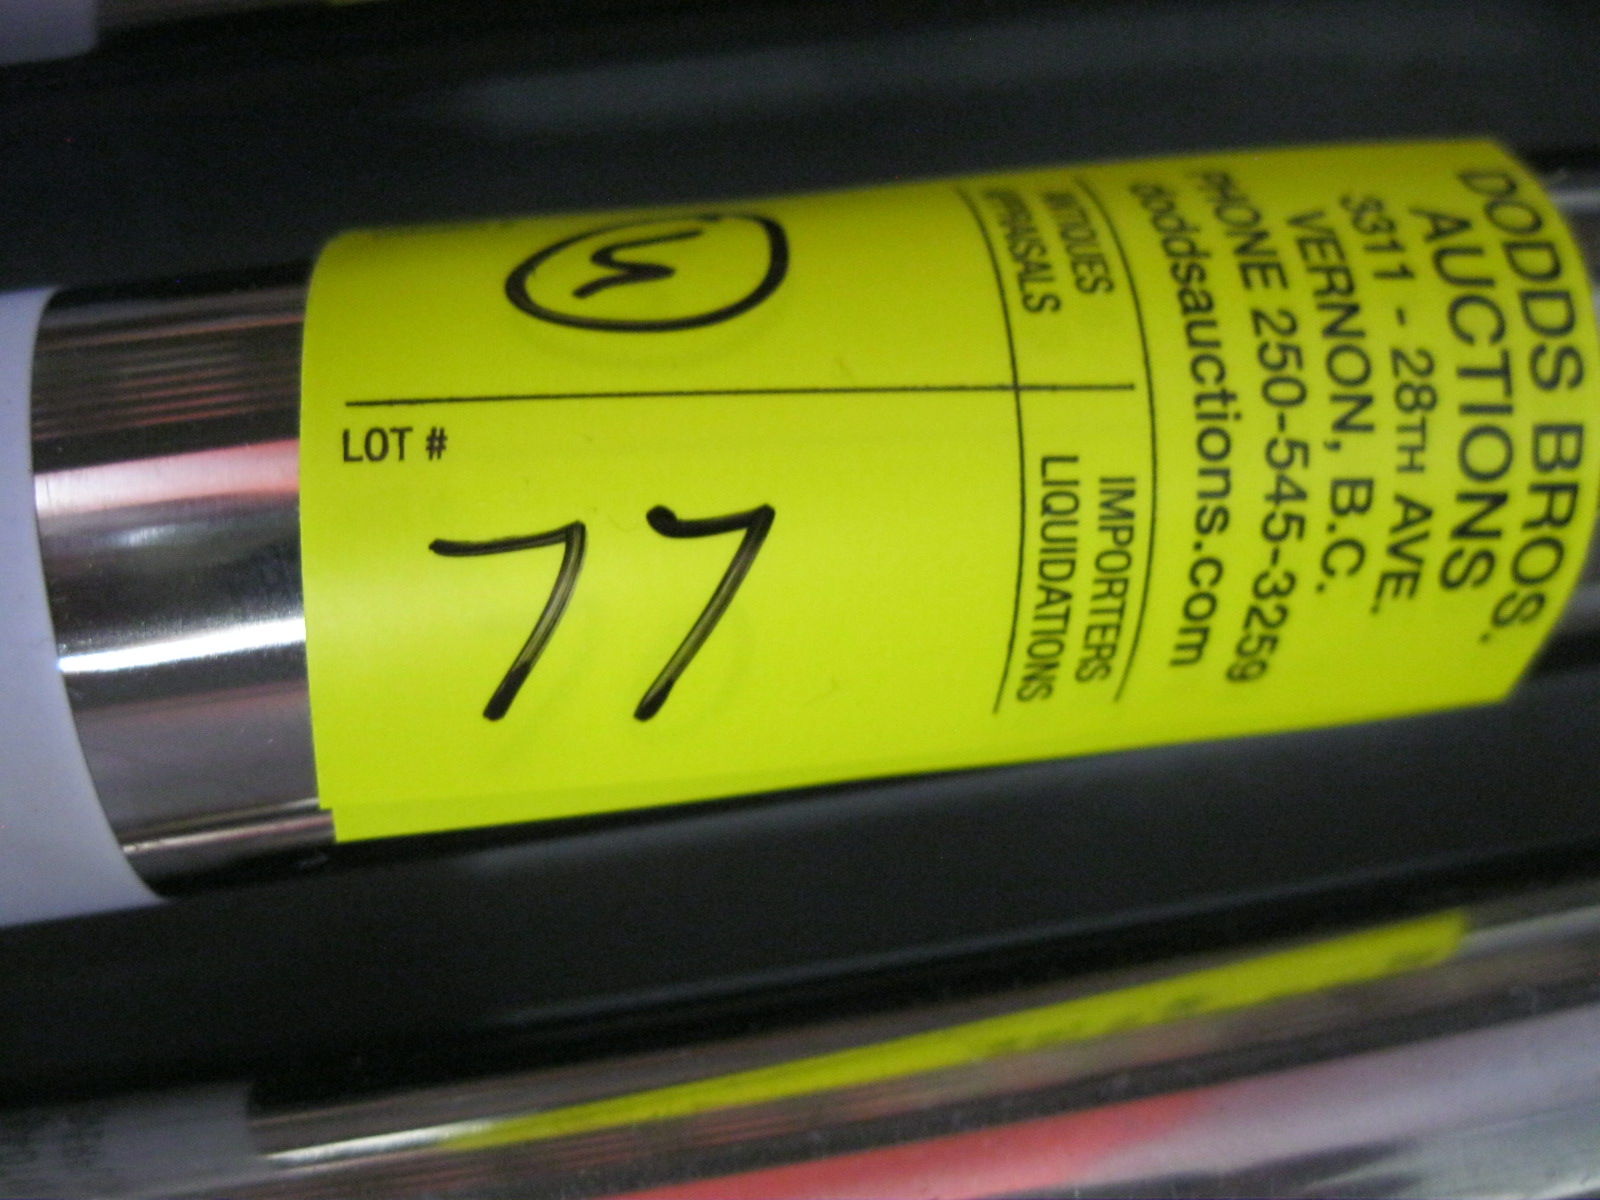 DODDS BROS.
AUCTIONS
3311 - 28TH AVE.
VERNON, B.C.
PHONE 250-545-3259
doddsauctions.com
ANTIQUES IMPORTERS
APPRAISALS LIQUIDATIONS
LOT #
77